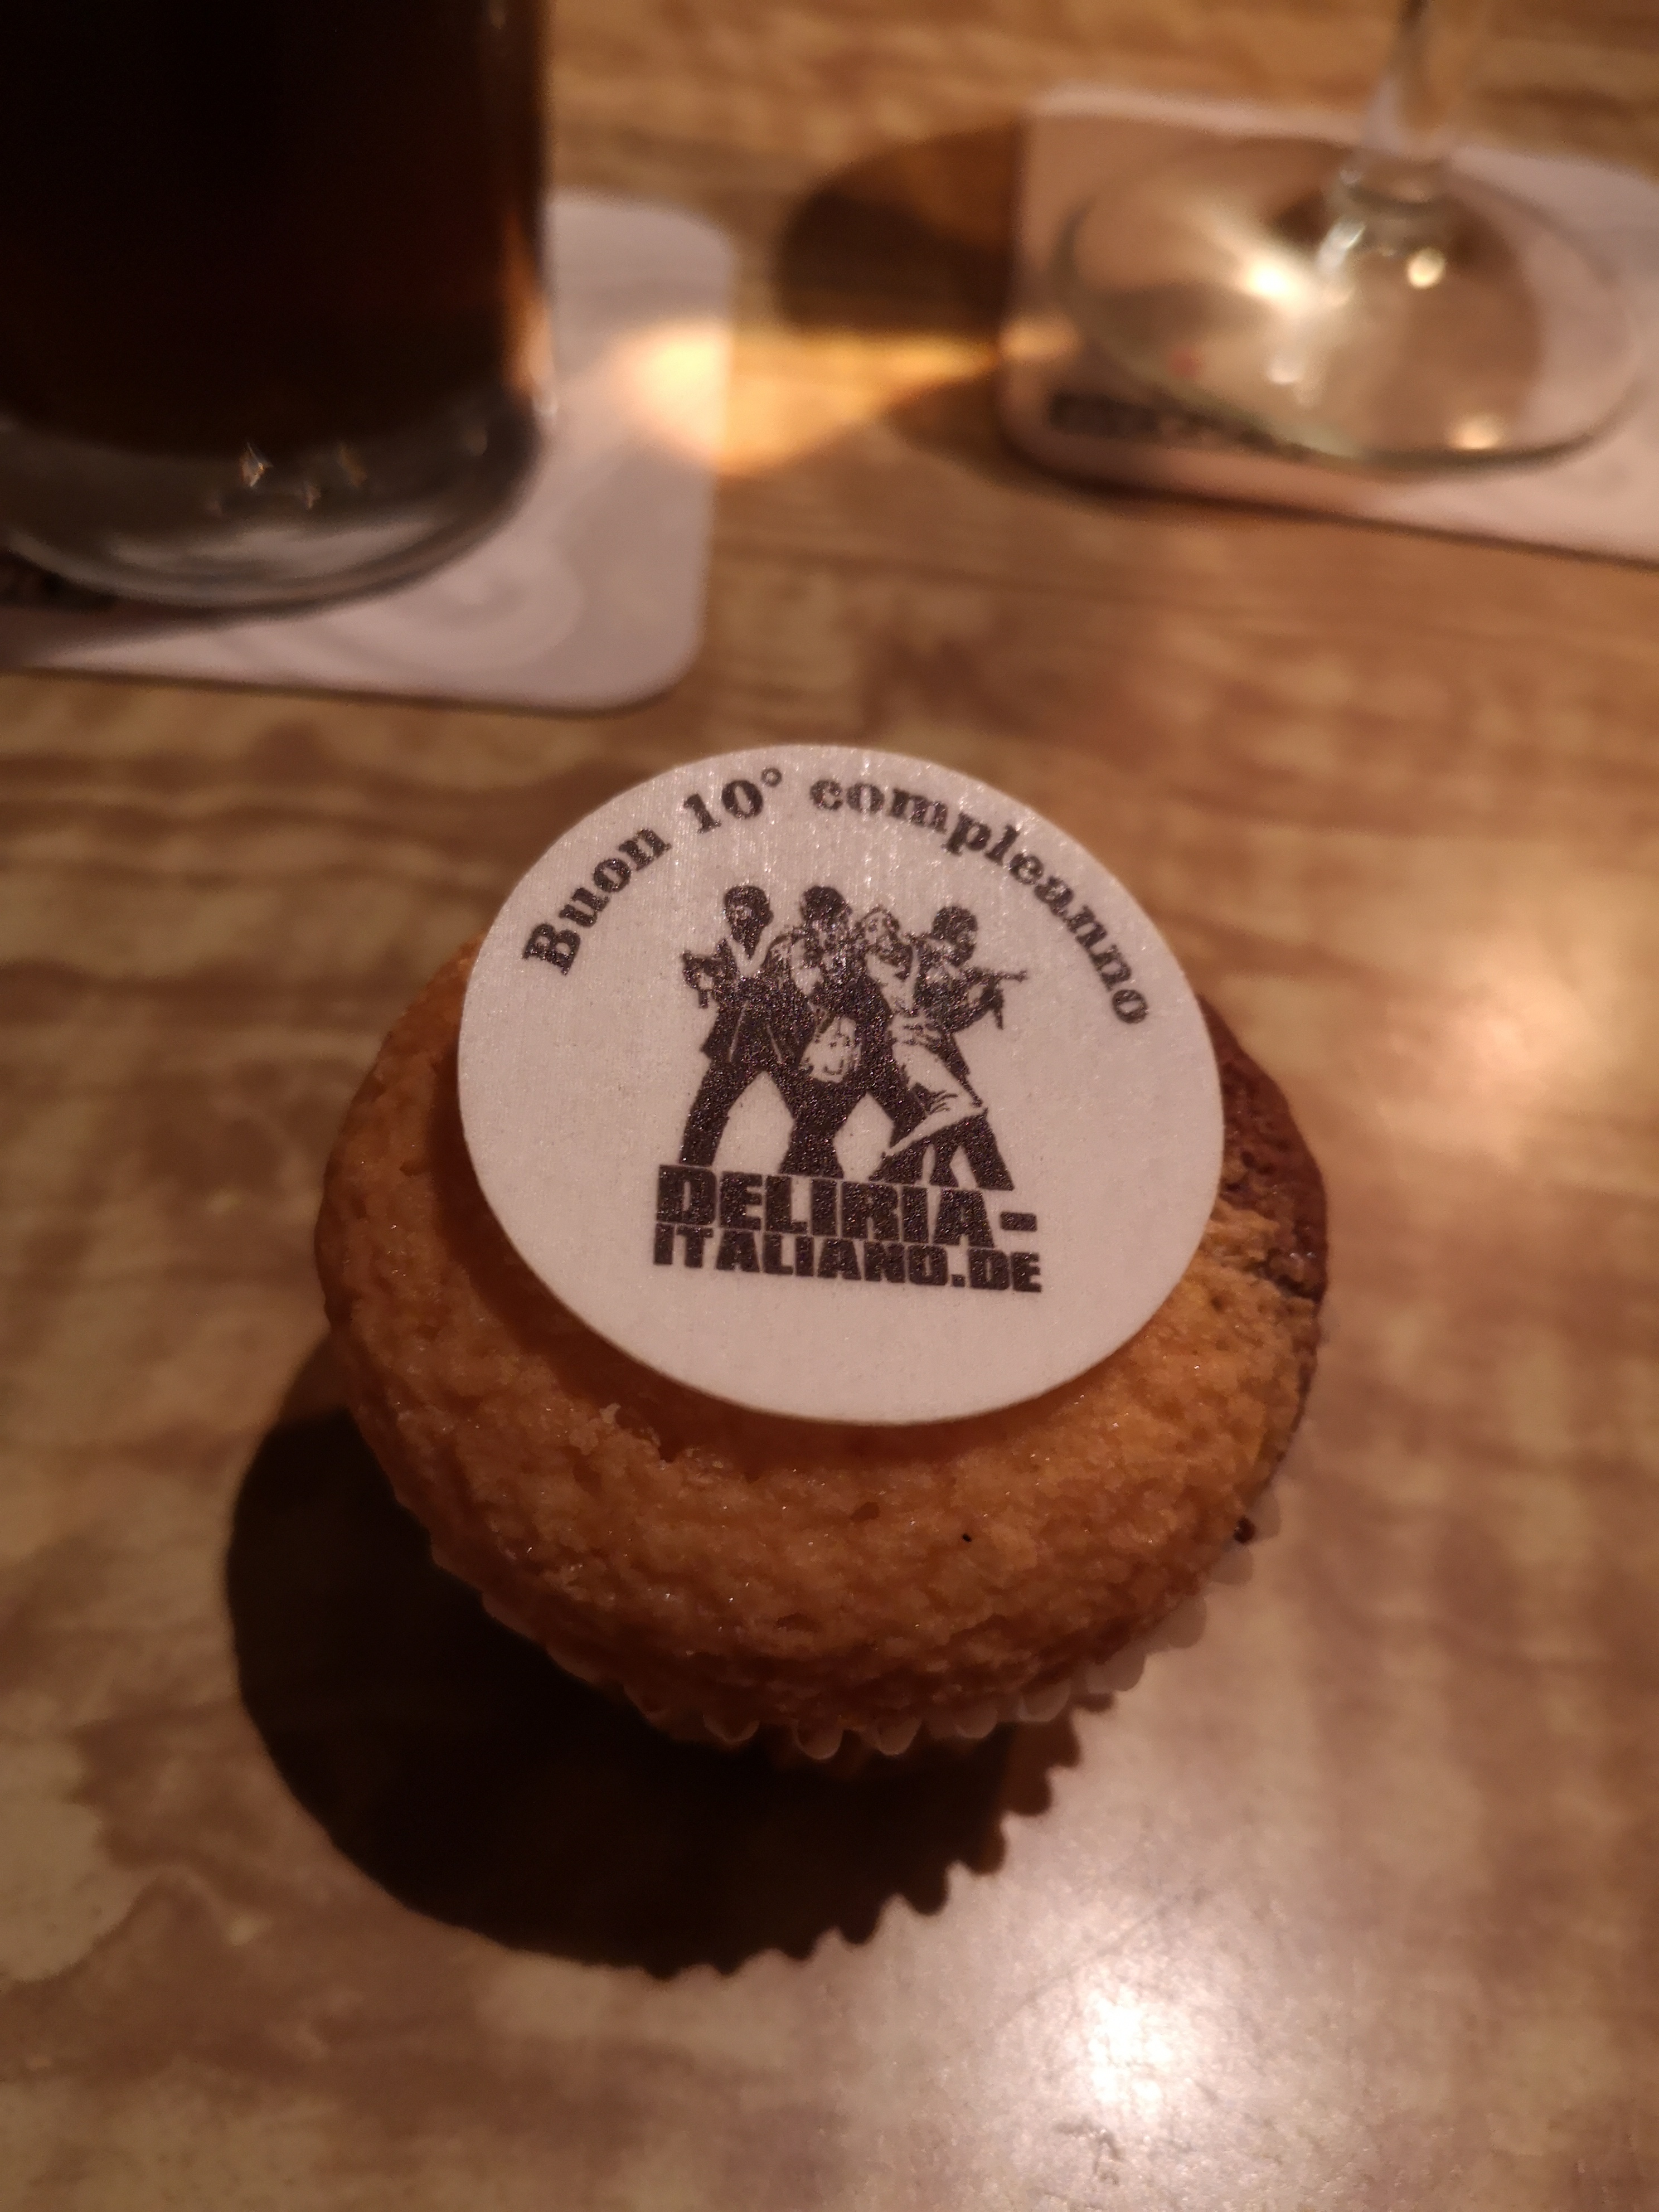 Buon 10° compleanno
DELIRIA-
ITALIANO.DE